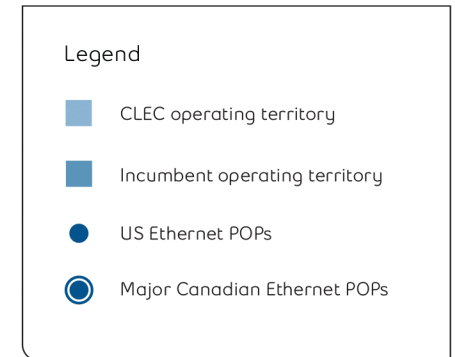 Legend
CLEC operating territory
Incumbent operating territory
US Ethernet POPs
Major Canadian Ethernet POPs